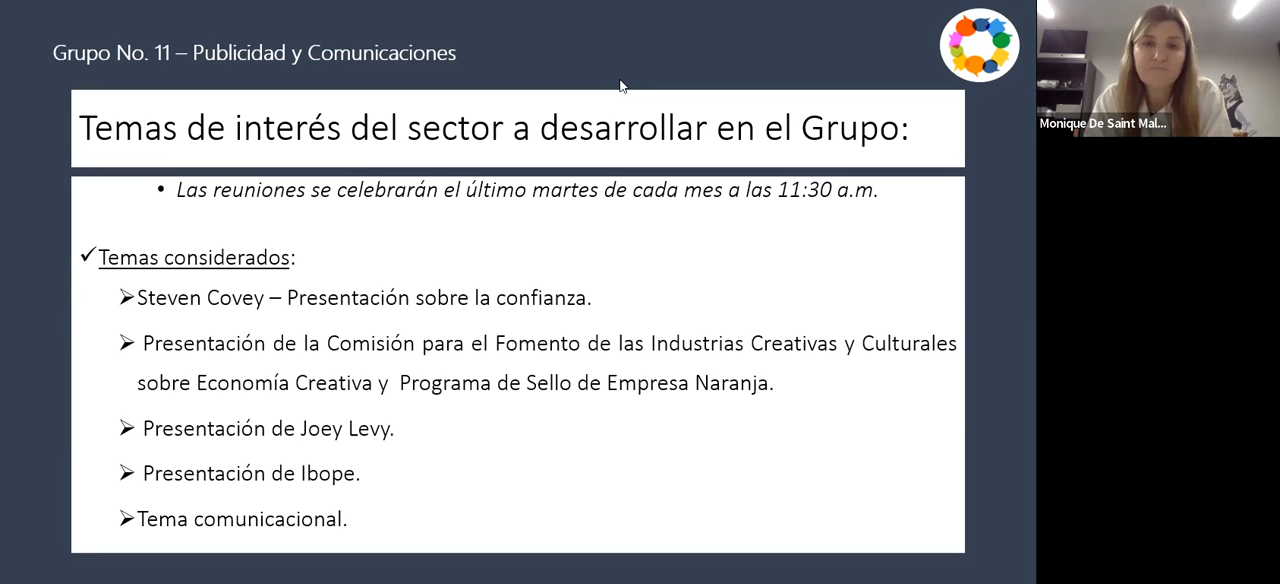 Grupo No. 11 – Publicidad y Comunicaciones
Temas de interés del sector a desarrollar en el Grupo:
• Las reuniones se celebrarán el último martes de cada mes a las 11:30 a.m.
✓Temas considerados:
➢Steven Covey – Presentación sobre la confianza.
➢ Presentación de la Comisión para el Fomento de las Industrias Creativas y Culturales
sobre Economía Creativa y Programa de Sello de Empresa Naranja.
➢ Presentación de Joey Levy.
➢ Presentación de Ibope.
➢Tema comunicacional.
Monique De Saint Mal...